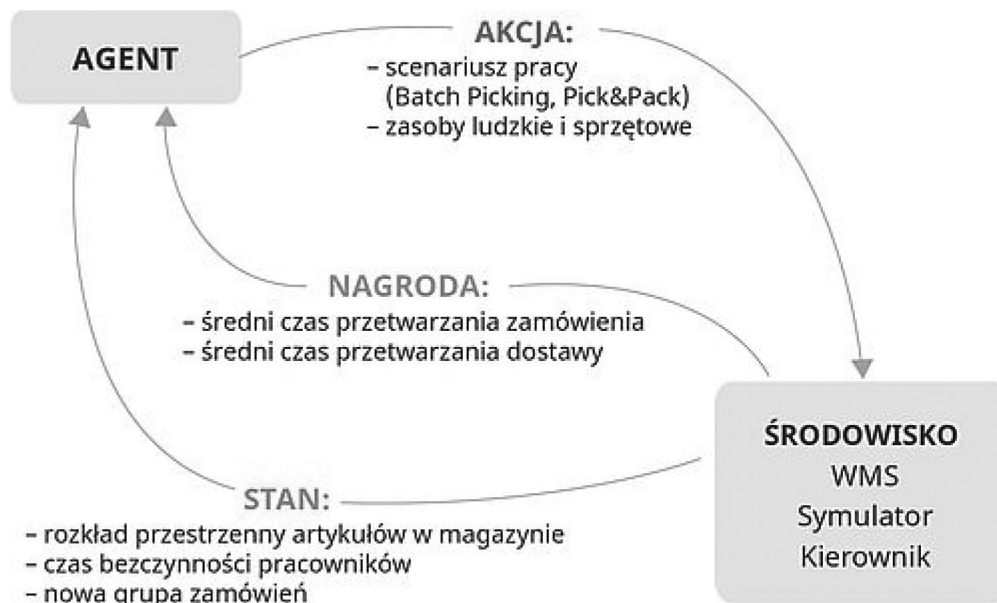 AGENT
AKCJA:
– scenariusz pracy
(Batch Picking, Pick&Pack)
– zasoby ludzkie i sprzętowe
NAGRODA:
– średni czas przetwarzania zamówienia
– średni czas przetwarzania dostawy
ŚRODOWISKO
WMS
Symulator
Kierownik
STAN:
– rozkład przestrzenny artykułów w magazynie
– czas bezczynności pracowników
– nowa grupa zamówień